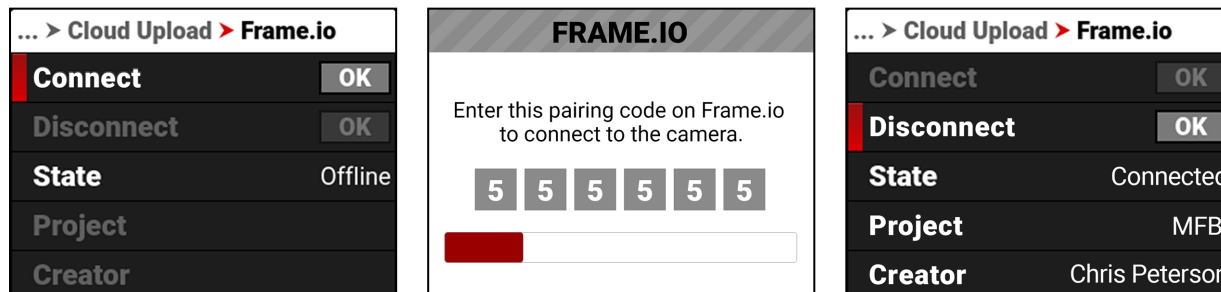 ... > Cloud Upload > Frame.io
Connect OK
Disconnect OK
State Offline
Project
Creator
FRAME.IO
Enter this pairing code on Frame.io
to connect to the camera.
5 5 5 5 5 5
... > Cloud Upload > Frame.io
Connect OK
Disconnect OK
State Connected
Project MFB
Creator Chris Peterson